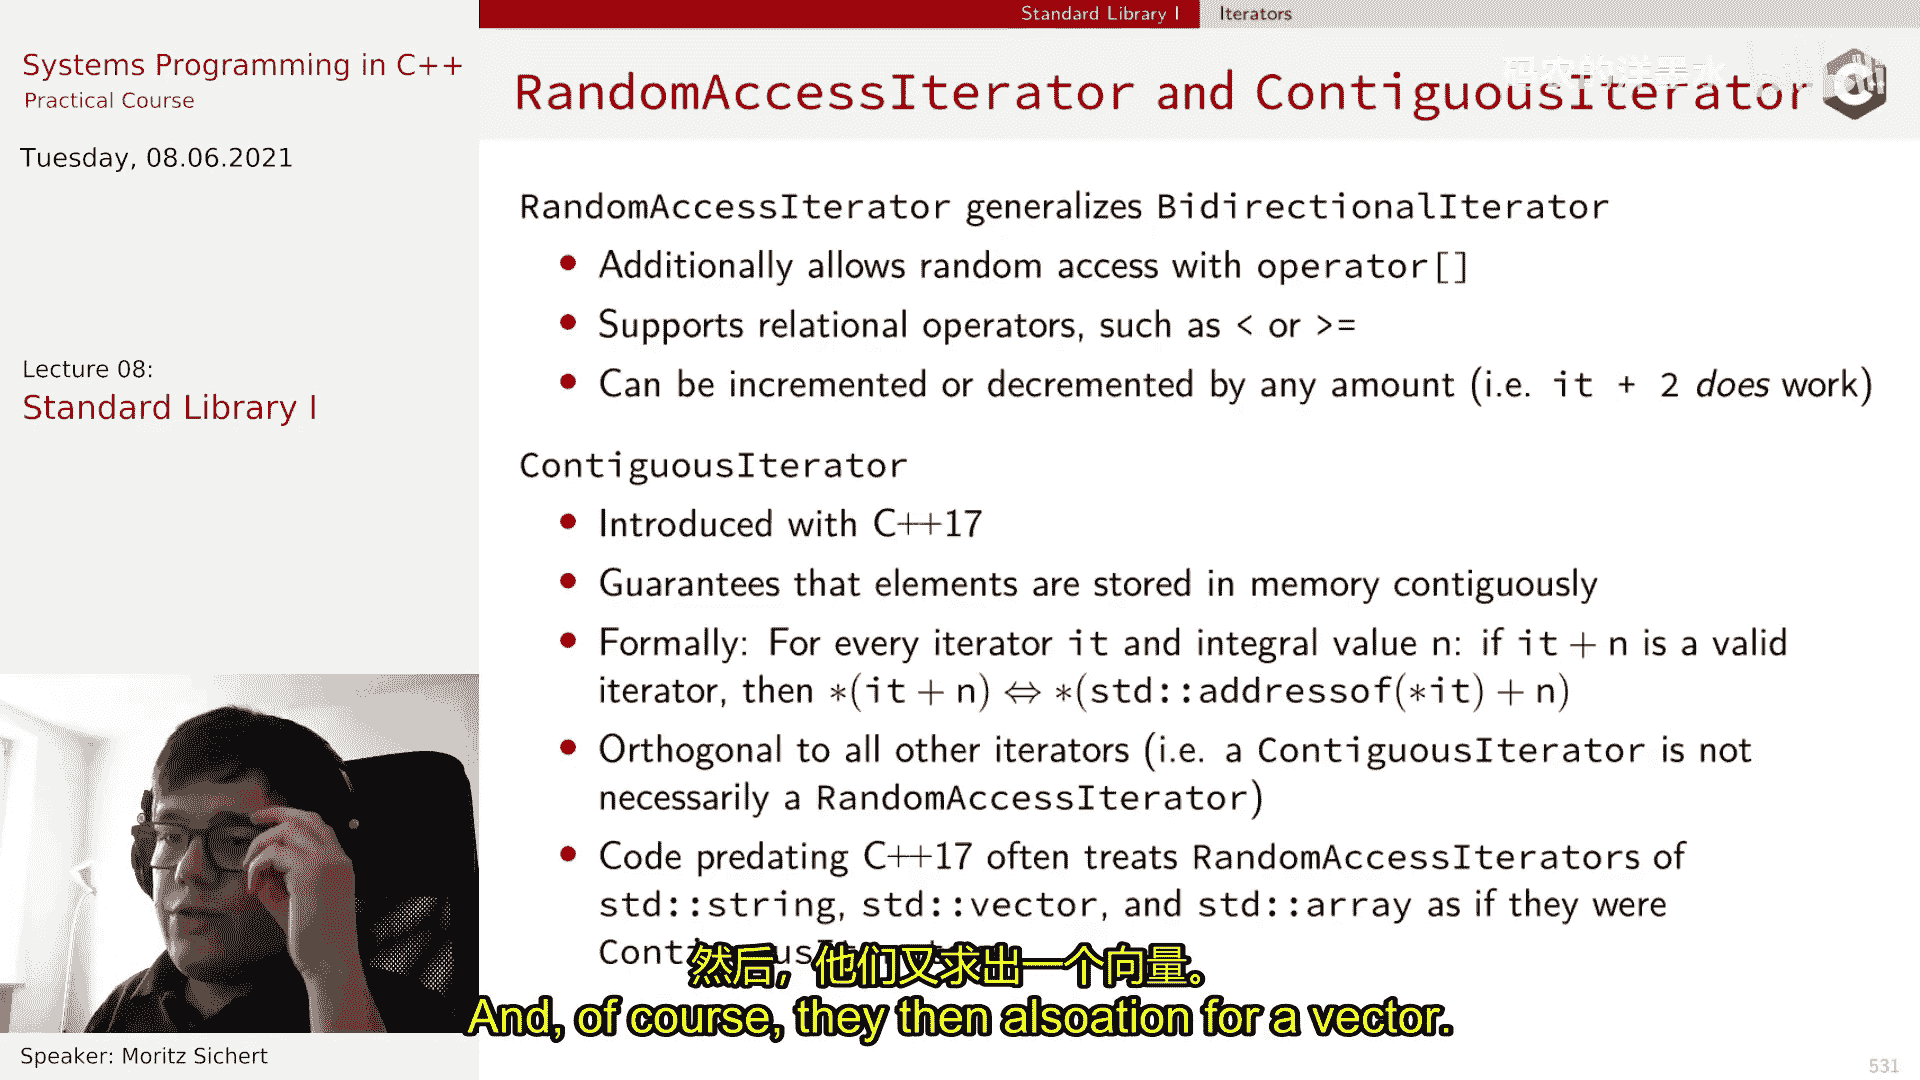 Standard Library I
Iterators
Systems Programming in C++
Practical Course
Tuesday, 08.06.2021
Lecture 08:
Standard Library I
码农的洋墨水
RandomAccessIterator and ContiguousIterator
RandomAccessIterator generalizes BidirectionalIterator
• Additionally allows random access with operator[]
• Supports relational operators, such as < or >=
• Can be incremented or decremented by any amount (i.e. it + 2 does work)
ContiguousIterator
• Introduced with C++17
• Guarantees that elements are stored in memory contiguously
• Formally: For every iterator it and integral value n: if it + n is a valid
iterator, then *(it + n) ⇔ *(std::addressof(*it) + n)
• Orthogonal to all other iterators (i.e. a ContiguousIterator is not
necessarily a RandomAccessIterator)
• Code predating C++17 often treats RandomAccessIterators of
std::string, std::vector, and std::array as if they were
然后，他们又求出一个向量。
And, of course, they then alsoation for a vector.
Speaker: Moritz Sichert
531